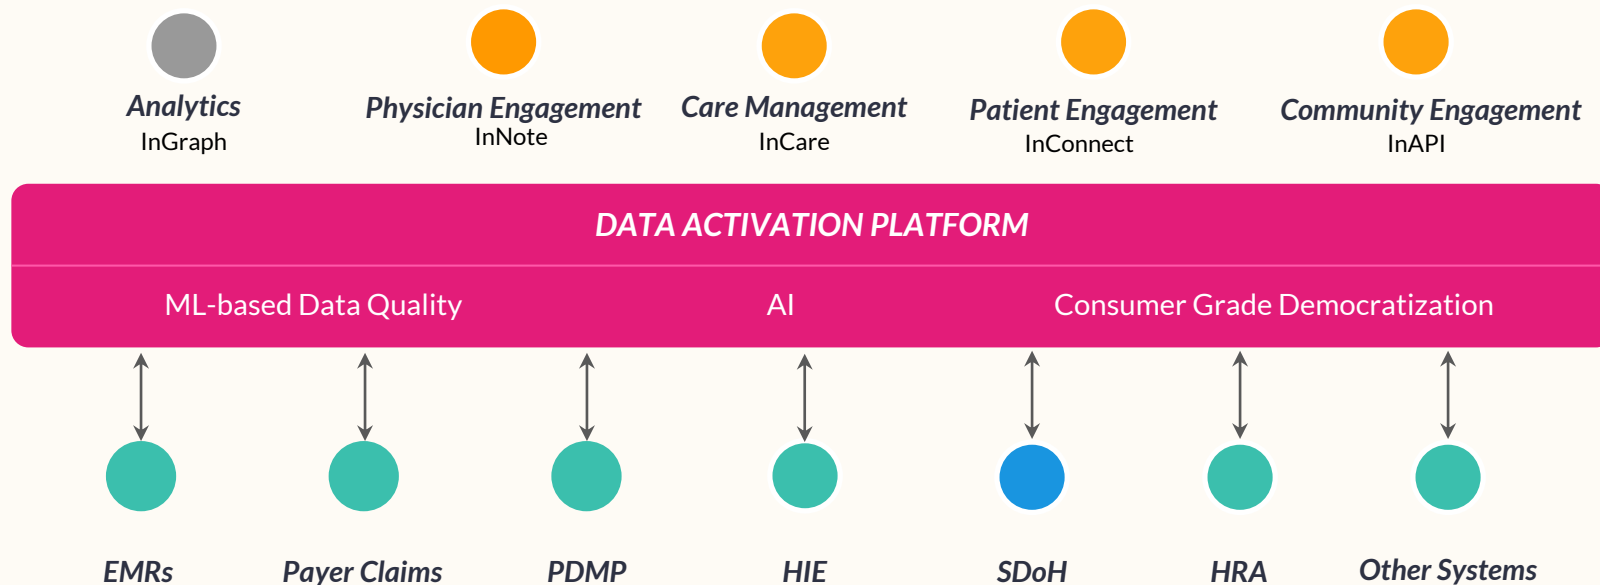 Analytics
InGraph
Physician Engagement
InNote
Care Management
InCare
Patient Engagement
InConnect
Community Engagement
InAPI
DATA ACTIVATION PLATFORM
ML-based Data Quality
AI
Consumer Grade Democratization
EMRs
Payer Claims
PDMP
HIE
SDoH
HRA
Other Systems